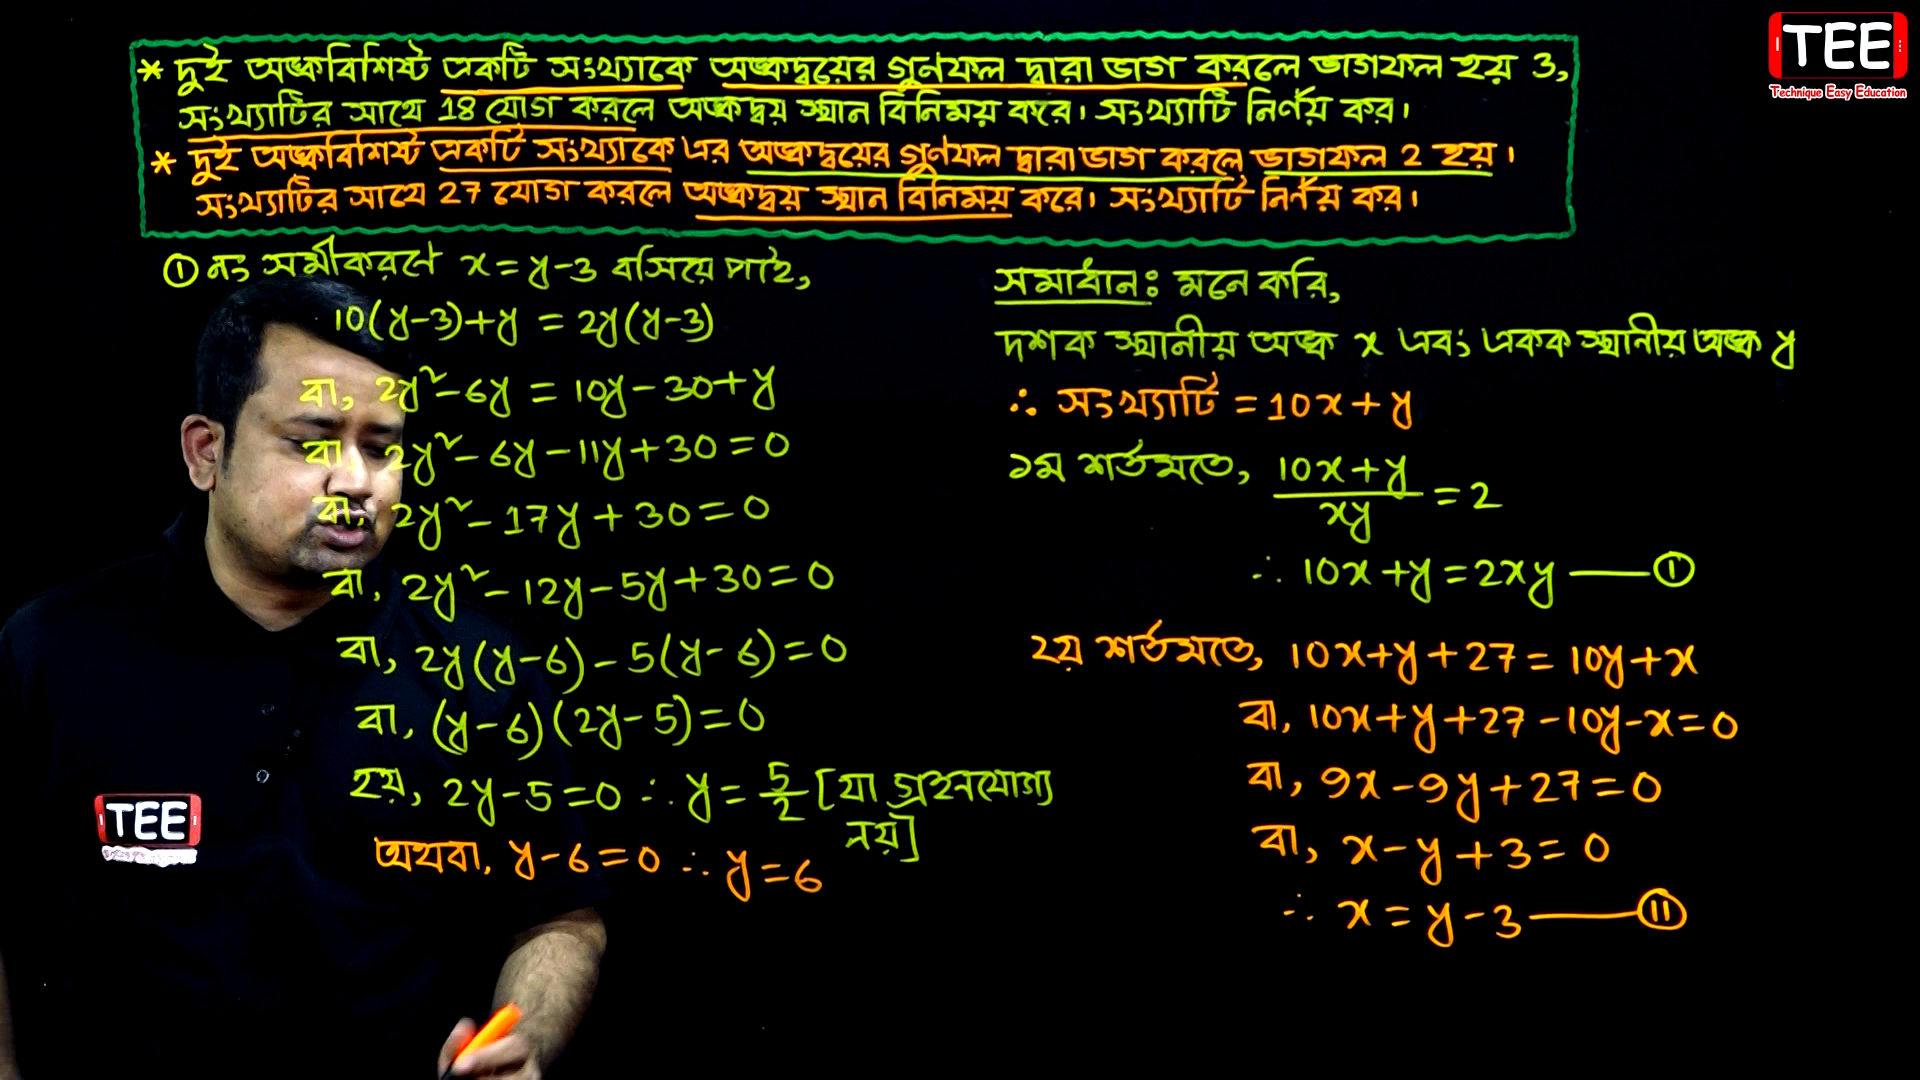 * দুই অঙ্কবিশিষ্ট একটি সংখ্যাকে অঙ্কদ্বয়ের গুণফল দ্বারা ভাগ করলে ভাগফল হয় 3,
সংখ্যাটির সাথে 18 যোগ করলে অঙ্কদ্বয় স্থান বিনিময় করে। সংখ্যাটি নির্ণয় কর।
* দুই অঙ্কবিশিষ্ট একটি সংখ্যাকে এর অঙ্কদ্বয়ের গুণফল দ্বারা ভাগ করলে ভাগফল 2 হয়।
সংখ্যাটির সাথে 27 যোগ করলে অঙ্কদ্বয় স্থান বিনিময় করে। সংখ্যাটি নির্ণয় কর।
TEE
Technique Easy Education
সমাধানঃ মনে করি,
দশক স্থানীয় অঙ্ক x এবং একক স্থানীয় অঙ্ক y
∴ সংখ্যাটি = 10x + y
১ম শর্তমতে, (10x + y)/xy = 2
∴ 10x + y = 2xy — (i)
২য় শর্তমতে, 10x + y + 27 = 10y + x
বা, 10x + y + 27 - 10y - x = 0
বা, 9x - 9y + 27 = 0
বা, x - y + 3 = 0
∴ x = y - 3 — (ii)
(i) নং সমীকরণে x = y - 3 বসিয়ে পাই,
10(y-3) + y = 2y(y-3)
বা, 2y² - 6y = 10y - 30 + y
বা, 2y² - 6y - 11y + 30 = 0
বা, 2y² - 17y + 30 = 0
বা, 2y² - 12y - 5y + 30 = 0
বা, 2y(y-6) - 5(y-6) = 0
বা, (y-6)(2y-5) = 0
হয়, 2y - 5 = 0 ∴ y = 5/2 [যা গ্রহনযোগ্য
নয়]
অথবা, y - 6 = 0 ∴ y = 6
TEE